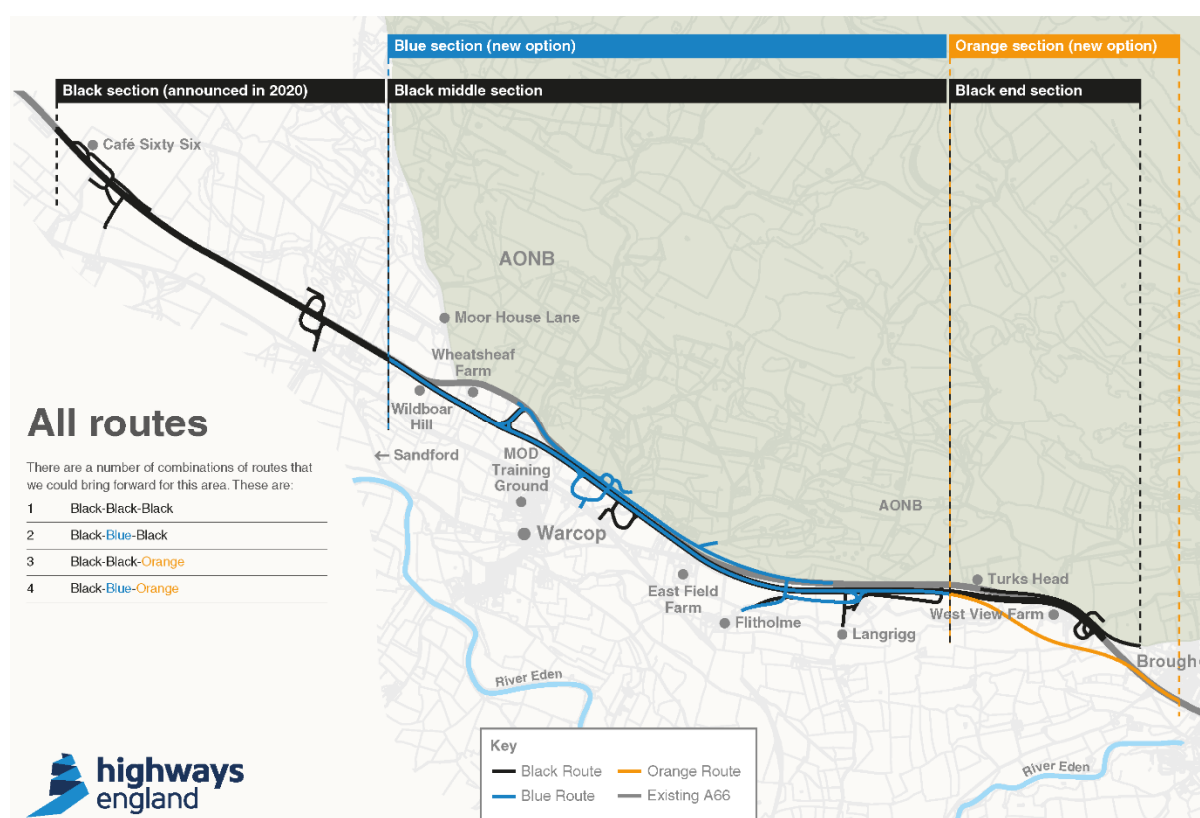 Blue section (new option)
Orange section (new option)
Black section (announced in 2020)
Black middle section
Black end section
Café Sixty Six
AONB
Moor House Lane
Wheatsheaf
Farm
Wildboar
Hill
← Sandford
MOD
Training
Ground
Warcop
AONB
East Field
Farm
Flitholme
Langrigg
Turks Head
West View Farm
Brough
River Eden
River Eden
All routes
There are a number of combinations of routes that
we could bring forward for this area. These are:
1 Black-Black-Black
2 Black-Blue-Black
3 Black-Black-Orange
4 Black-Blue-Orange
highways
england
Key
Black Route
Orange Route
Blue Route
Existing A66